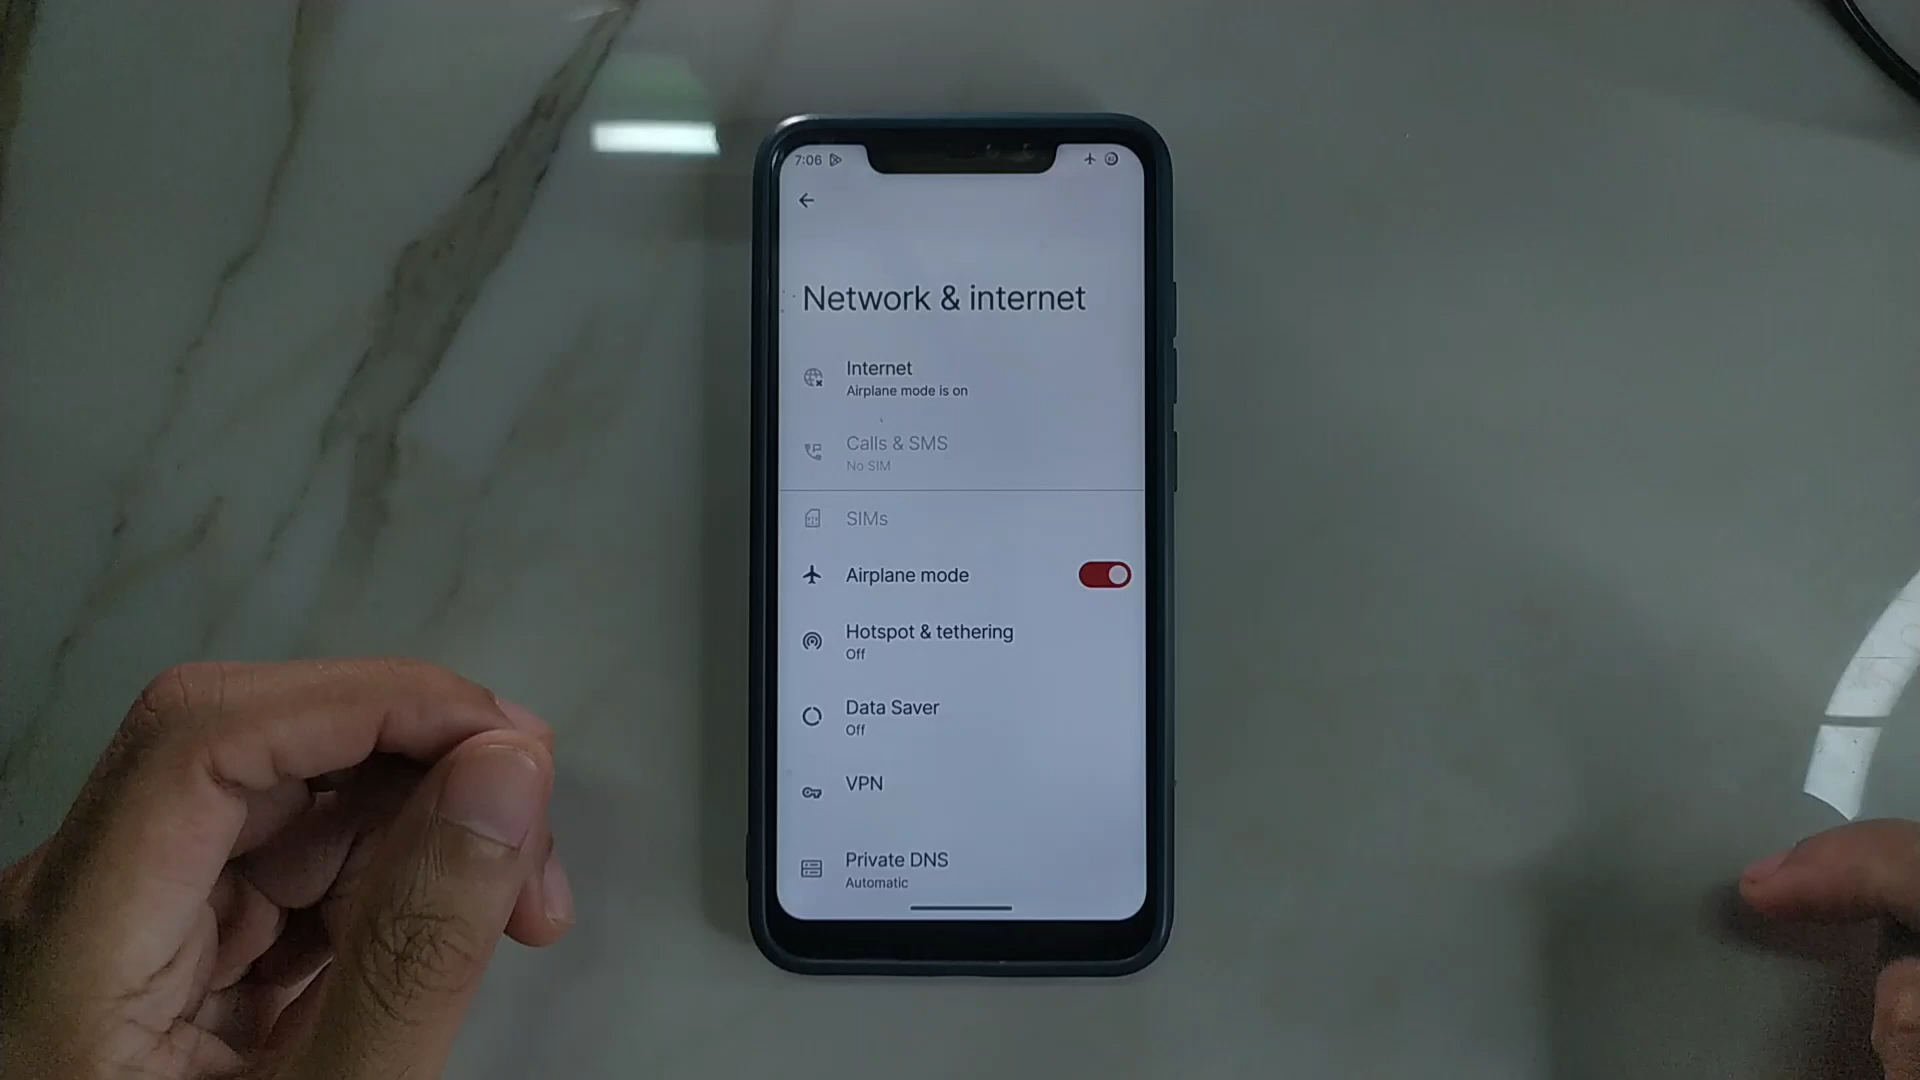 7:06
Network & internet
Internet
Airplane mode is on
Calls & SMS
No SIM
SIMs
Airplane mode
Hotspot & tethering
Off
Data Saver
Off
VPN
Private DNS
Automatic